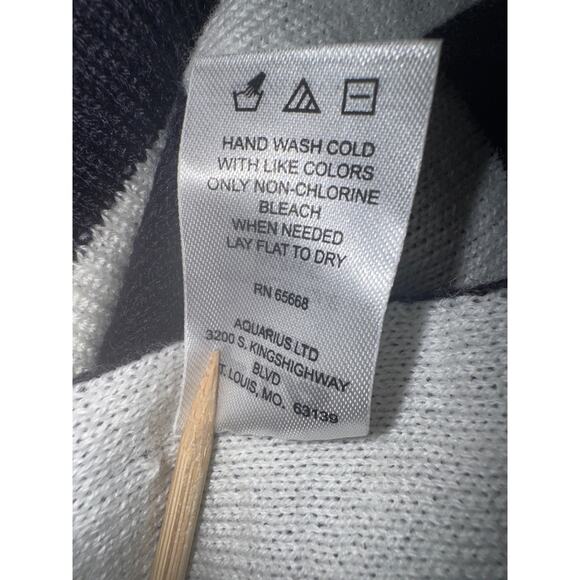 HAND WASH COLD
WITH LIKE COLORS
ONLY NON-CHLORINE
BLEACH
WHEN NEEDED
LAY FLAT TO DRY
RN 65668
AQUARIUS LTD
3200 S. KINGSHIGHWAY
BLVD
T. LOUIS, MO. 63139